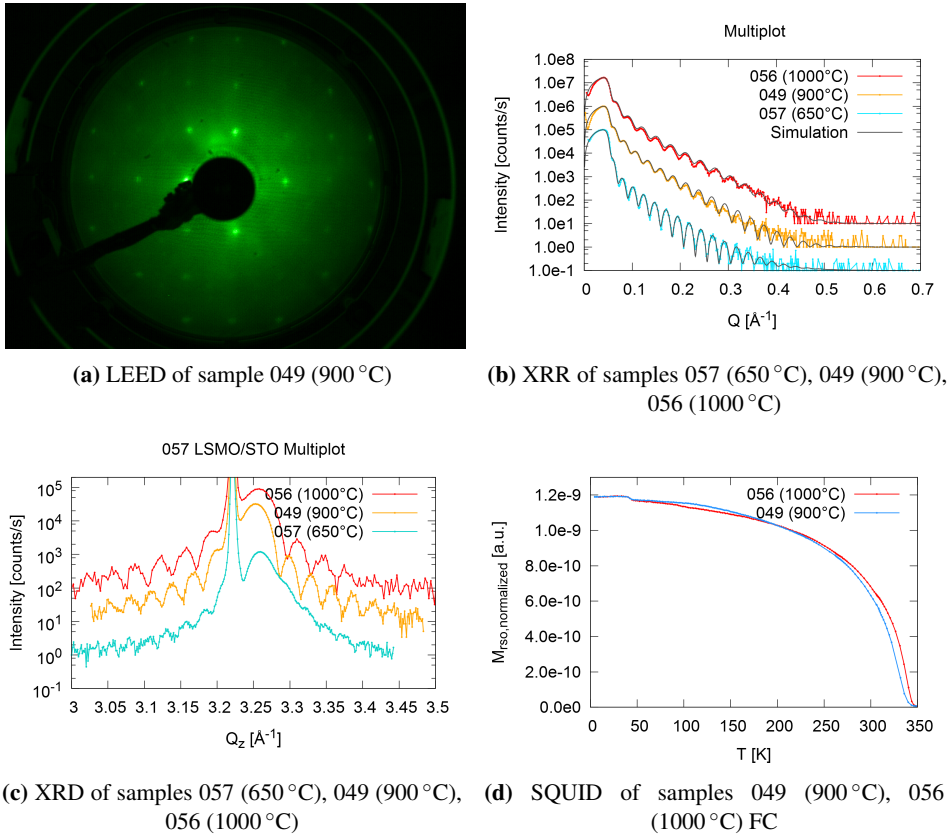 Multiplot
1.0e8
1.0e7
1.0e6
1.0e5
1.0e4
1.0e3
1.0e2
1.0e1
1.0e0
1.0e-1
Intensity [counts/s]
056 (1000°C)
049 (900°C)
057 (650°C)
Simulation
0 0.1 0.2 0.3 0.4 0.5 0.6 0.7
Q [Å⁻¹]
(a) LEED of sample 049 (900 °C)
(b) XRR of samples 057 (650 °C), 049 (900 °C),
056 (1000 °C)
057 LSMO/STO Multiplot
10⁵
10⁴
10³
10²
10¹
10⁰
10⁻¹
Intensity [counts/s]
056 (1000°C)
049 (900°C)
057 (650°C)
3 3.05 3.1 3.15 3.2 3.25 3.3 3.35 3.4 3.45 3.5
Q_z [Å⁻¹]
1.2e-9
1.0e-9
8.0e-10
6.0e-10
4.0e-10
2.0e-10
0.0e0
M_rso,normalized [a.u.]
056 (1000°C)
049 (900°C)
0 50 100 150 200 250 300 350
T [K]
(c) XRD of samples 057 (650 °C), 049 (900 °C),
056 (1000 °C)
(d) SQUID of samples 049 (900 °C), 056
(1000 °C) FC